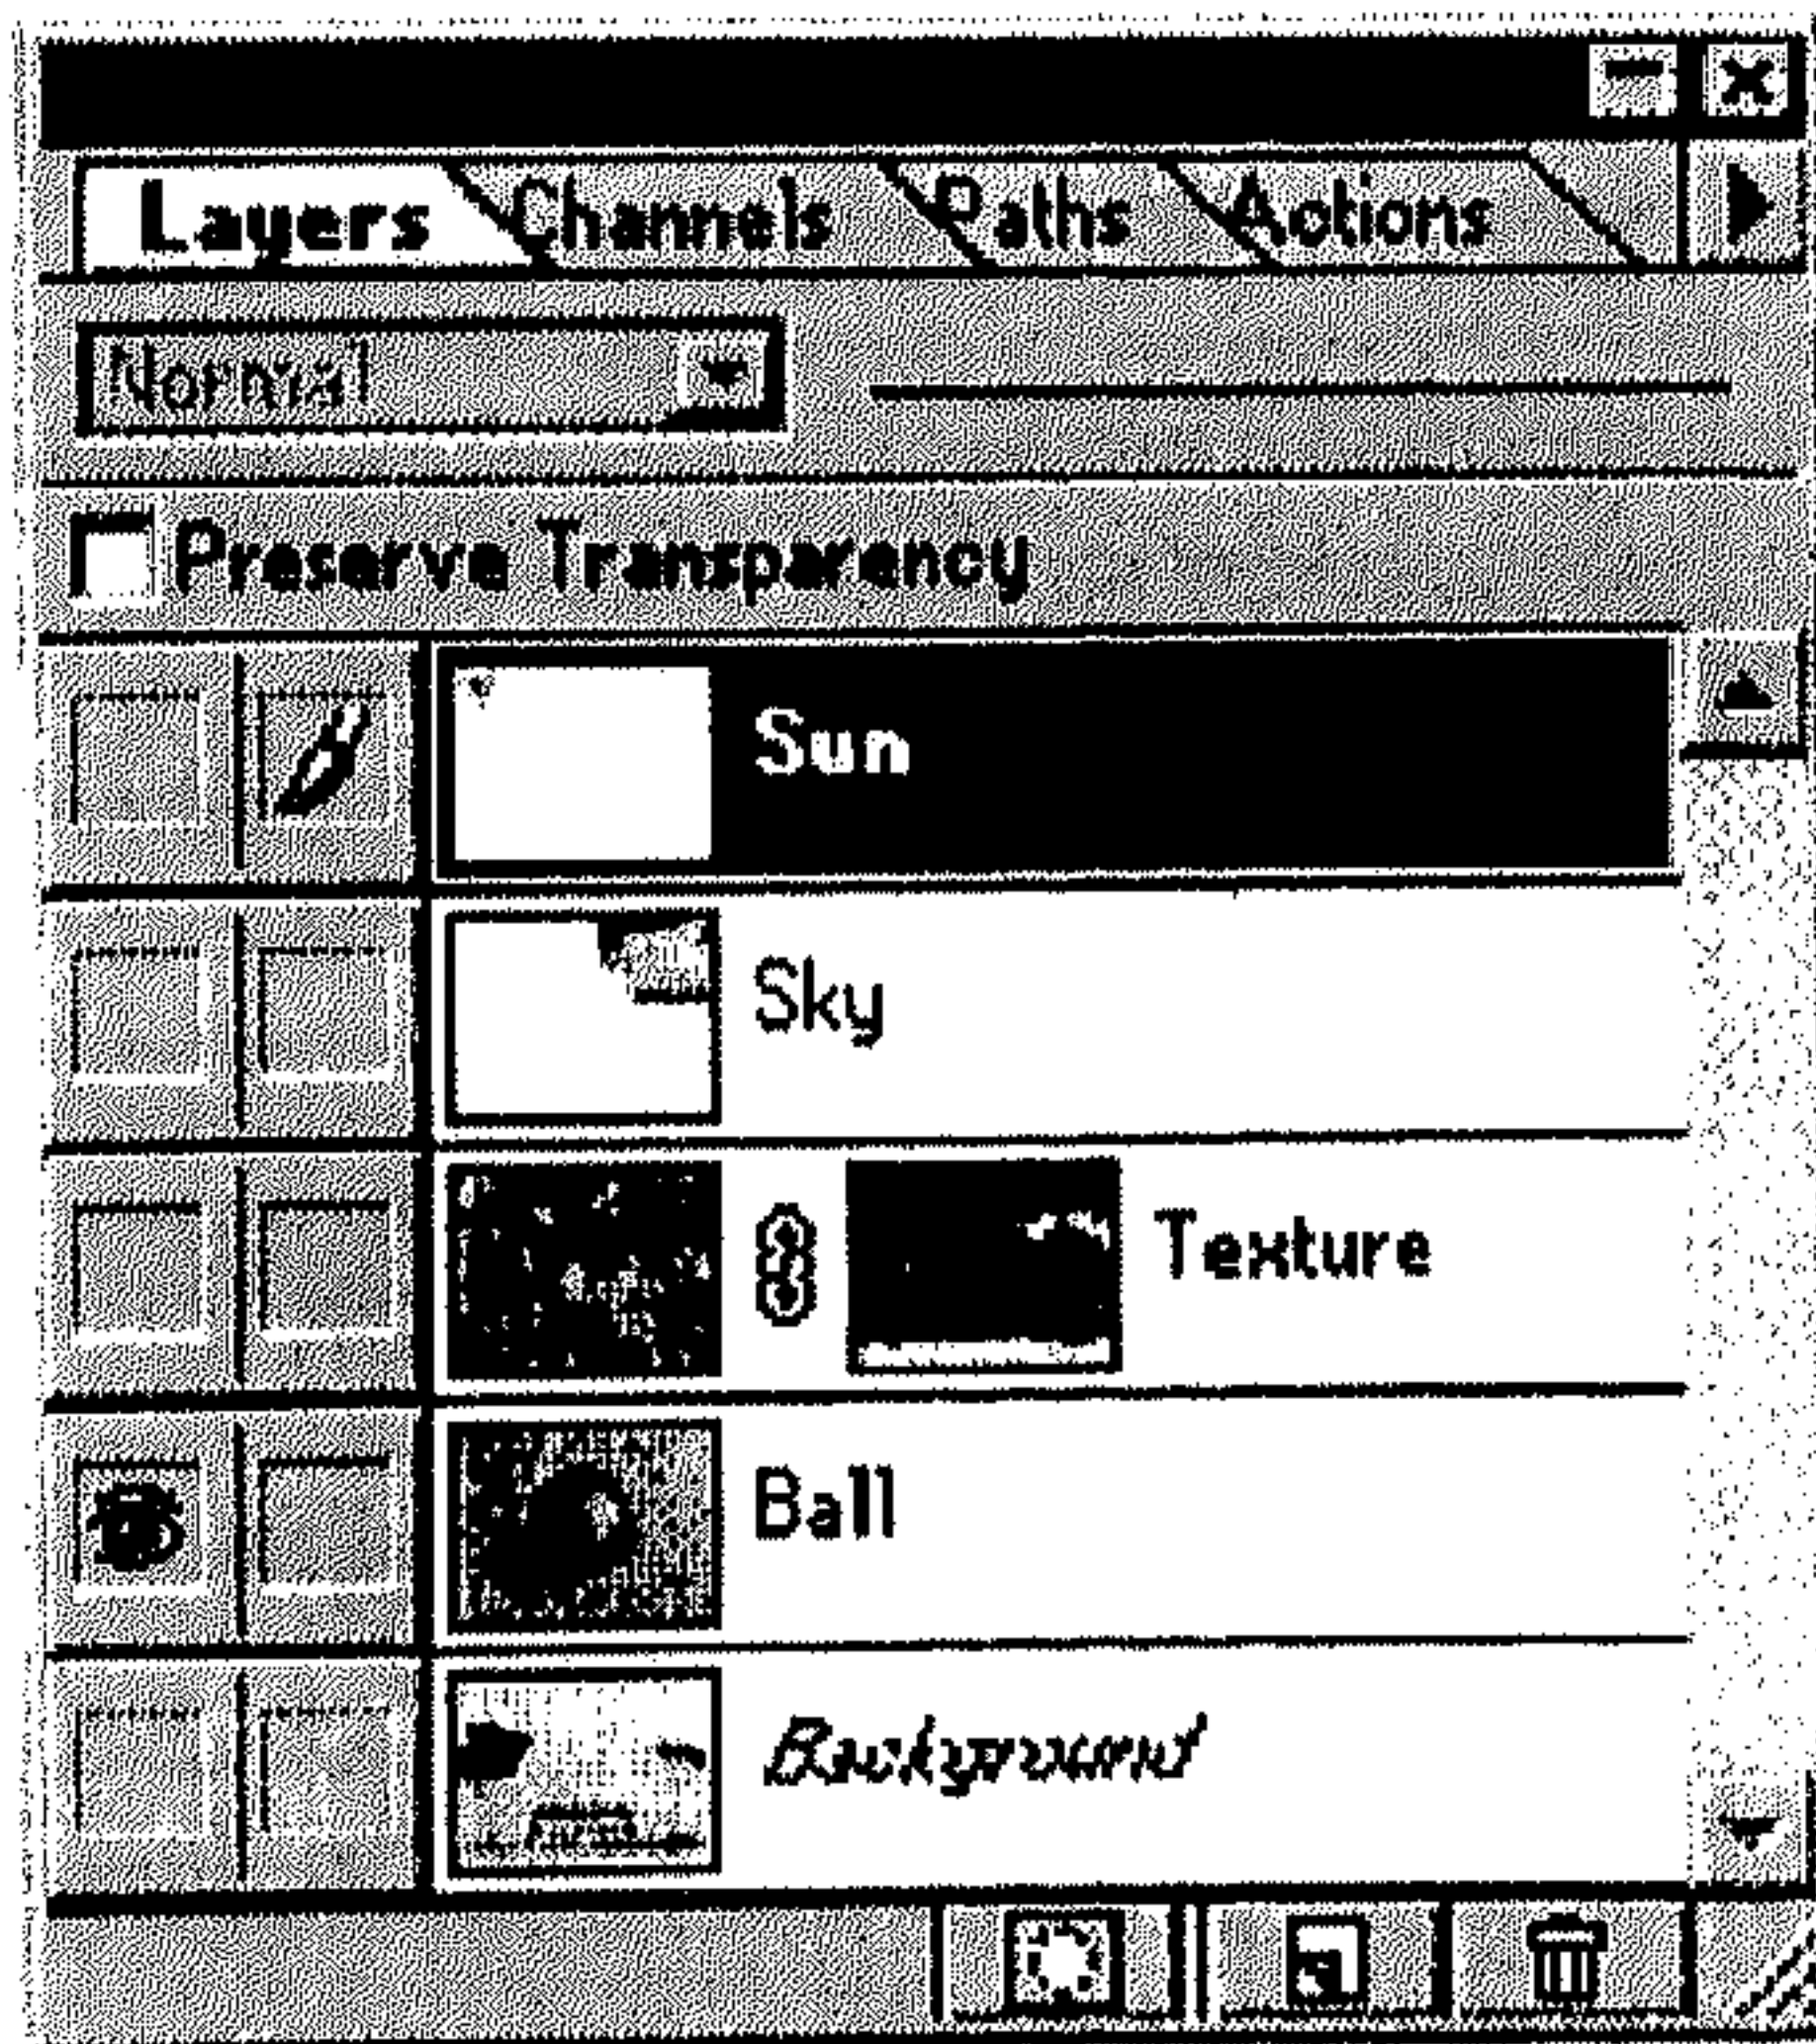 Layers Channels Paths Actions
Normal
Preserve Transparency
Sun
Sky
Texture
Ball
Background